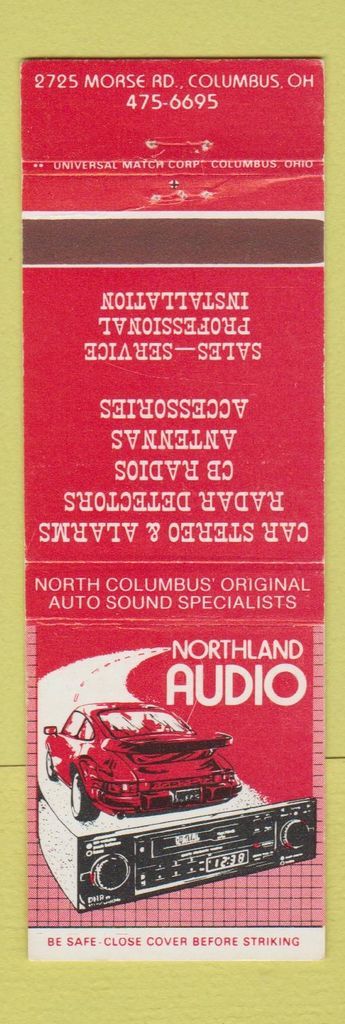 2725 MORSE RD., COLUMBUS, OH
475-6695
** UNIVERSAL MATCH CORP. COLUMBUS, OHIO
CAR STEREO & ALARMS
RADAR DETECTORS
CB RADIOS
ANTENNAS
ACCESSORIES
SALES—SERVICE
PROFESSIONAL
INSTALLATION
NORTH COLUMBUS' ORIGINAL
AUTO SOUND SPECIALISTS
NORTHLAND
AUDIO
12:38
BE SAFE-CLOSE COVER BEFORE STRIKING